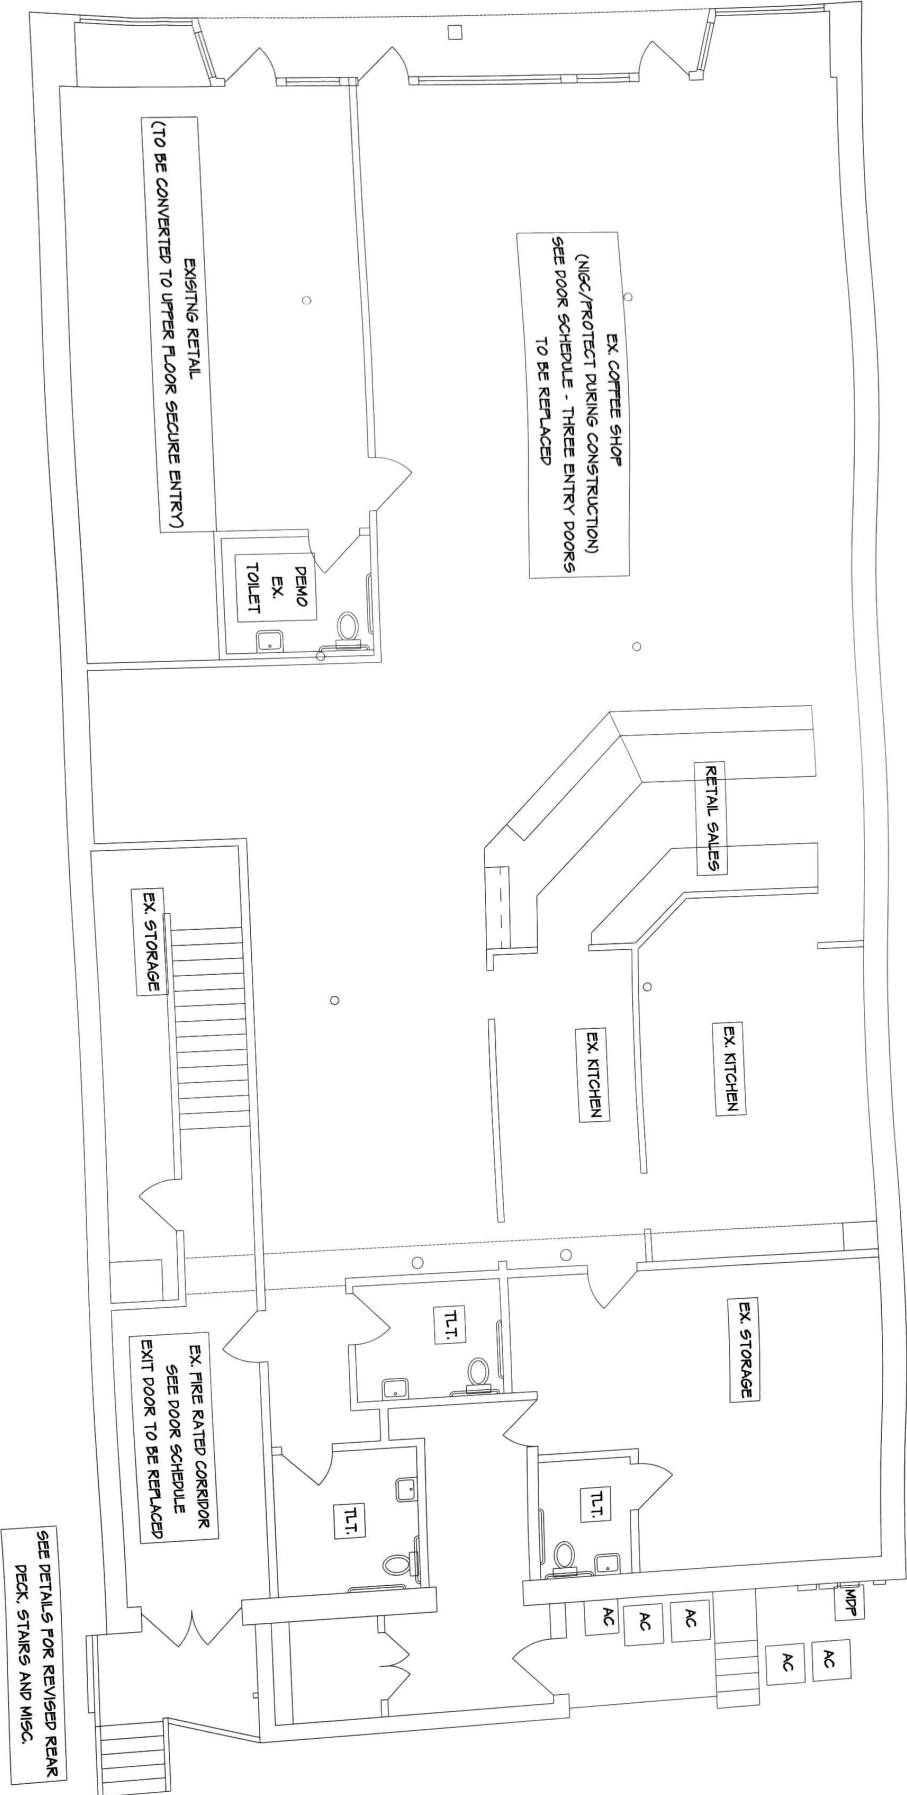 EXISITNG RETAIL
(TO BE CONVERTED TO UPPER FLOOR SECURE ENTRY)
EX. COFFEE SHOP
(NIGC/PROTECT DURING CONSTRUCTION)
SEE DOOR SCHEDULE - THREE ENTRY DOORS
TO BE REPLACED
DEMO
EX.
TOILET
RETAIL SALES
EX. STORAGE
EX. KITCHEN
EX. KITCHEN
EX. STORAGE
TLT.
EX. FIRE RATED CORRIDOR
SEE DOOR SCHEDULE
EXIT DOOR TO BE REPLACED
TLT.
TLT.
MDP
AC
AC
AC
AC
AC
SEE DETAILS FOR REVISED REAR
DECK, STAIRS AND MISC.